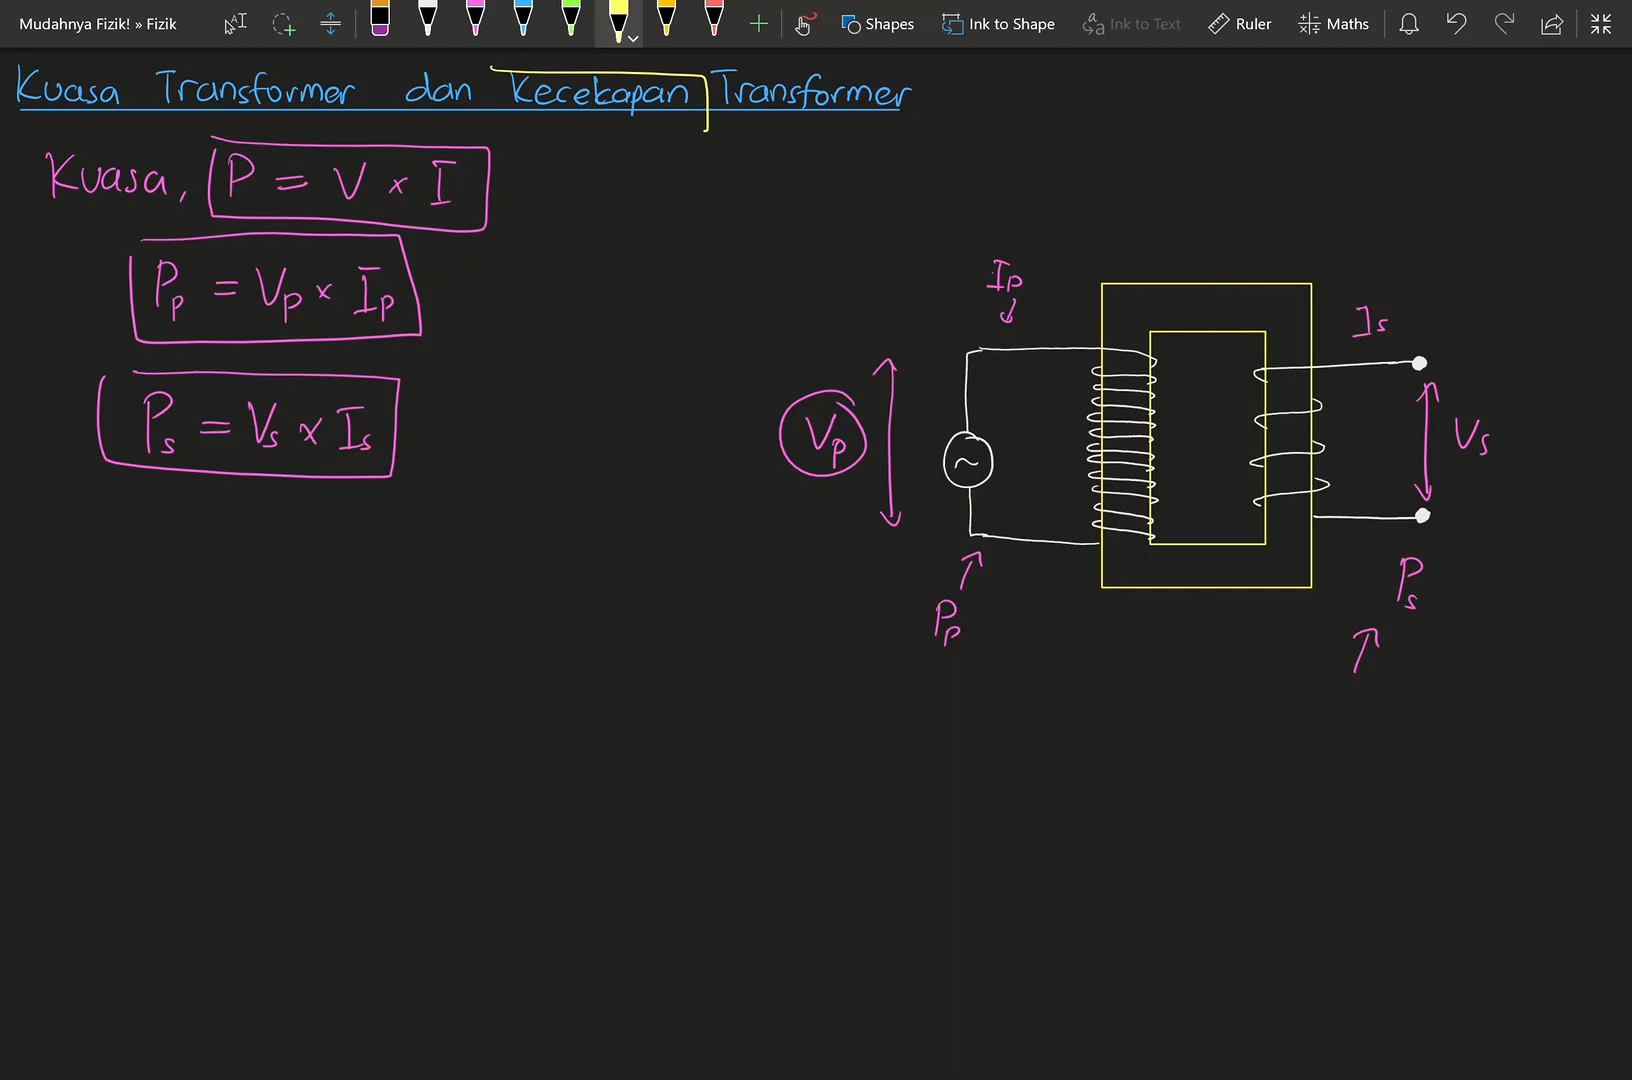 Mudahnya Fizik! » Fizik
Shapes
Ink to Shape
Ink to Text
Ruler
Maths
Kuasa Transformer dan Kecekapan Transformer
Kuasa, P = V × I
Pp = Vp × Ip
Ps = Vs × Is
Ip
Is
Vp
~
Vs
Pp
Ps